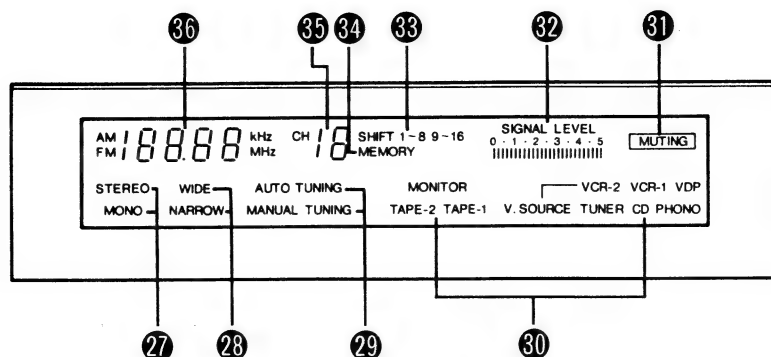 36 35 34 33 32 31
AM 188.88 kHz CH 18 SHIFT 1~8 9~16 SIGNAL LEVEL MUTING
FM MHz MEMORY 0·1·2·3·4·5
STEREO WIDE AUTO TUNING MONITOR VCR-2 VCR-1 VDP
MONO NARROW MANUAL TUNING TAPE-2 TAPE-1 V. SOURCE TUNER CD PHONO
27 28 29 30